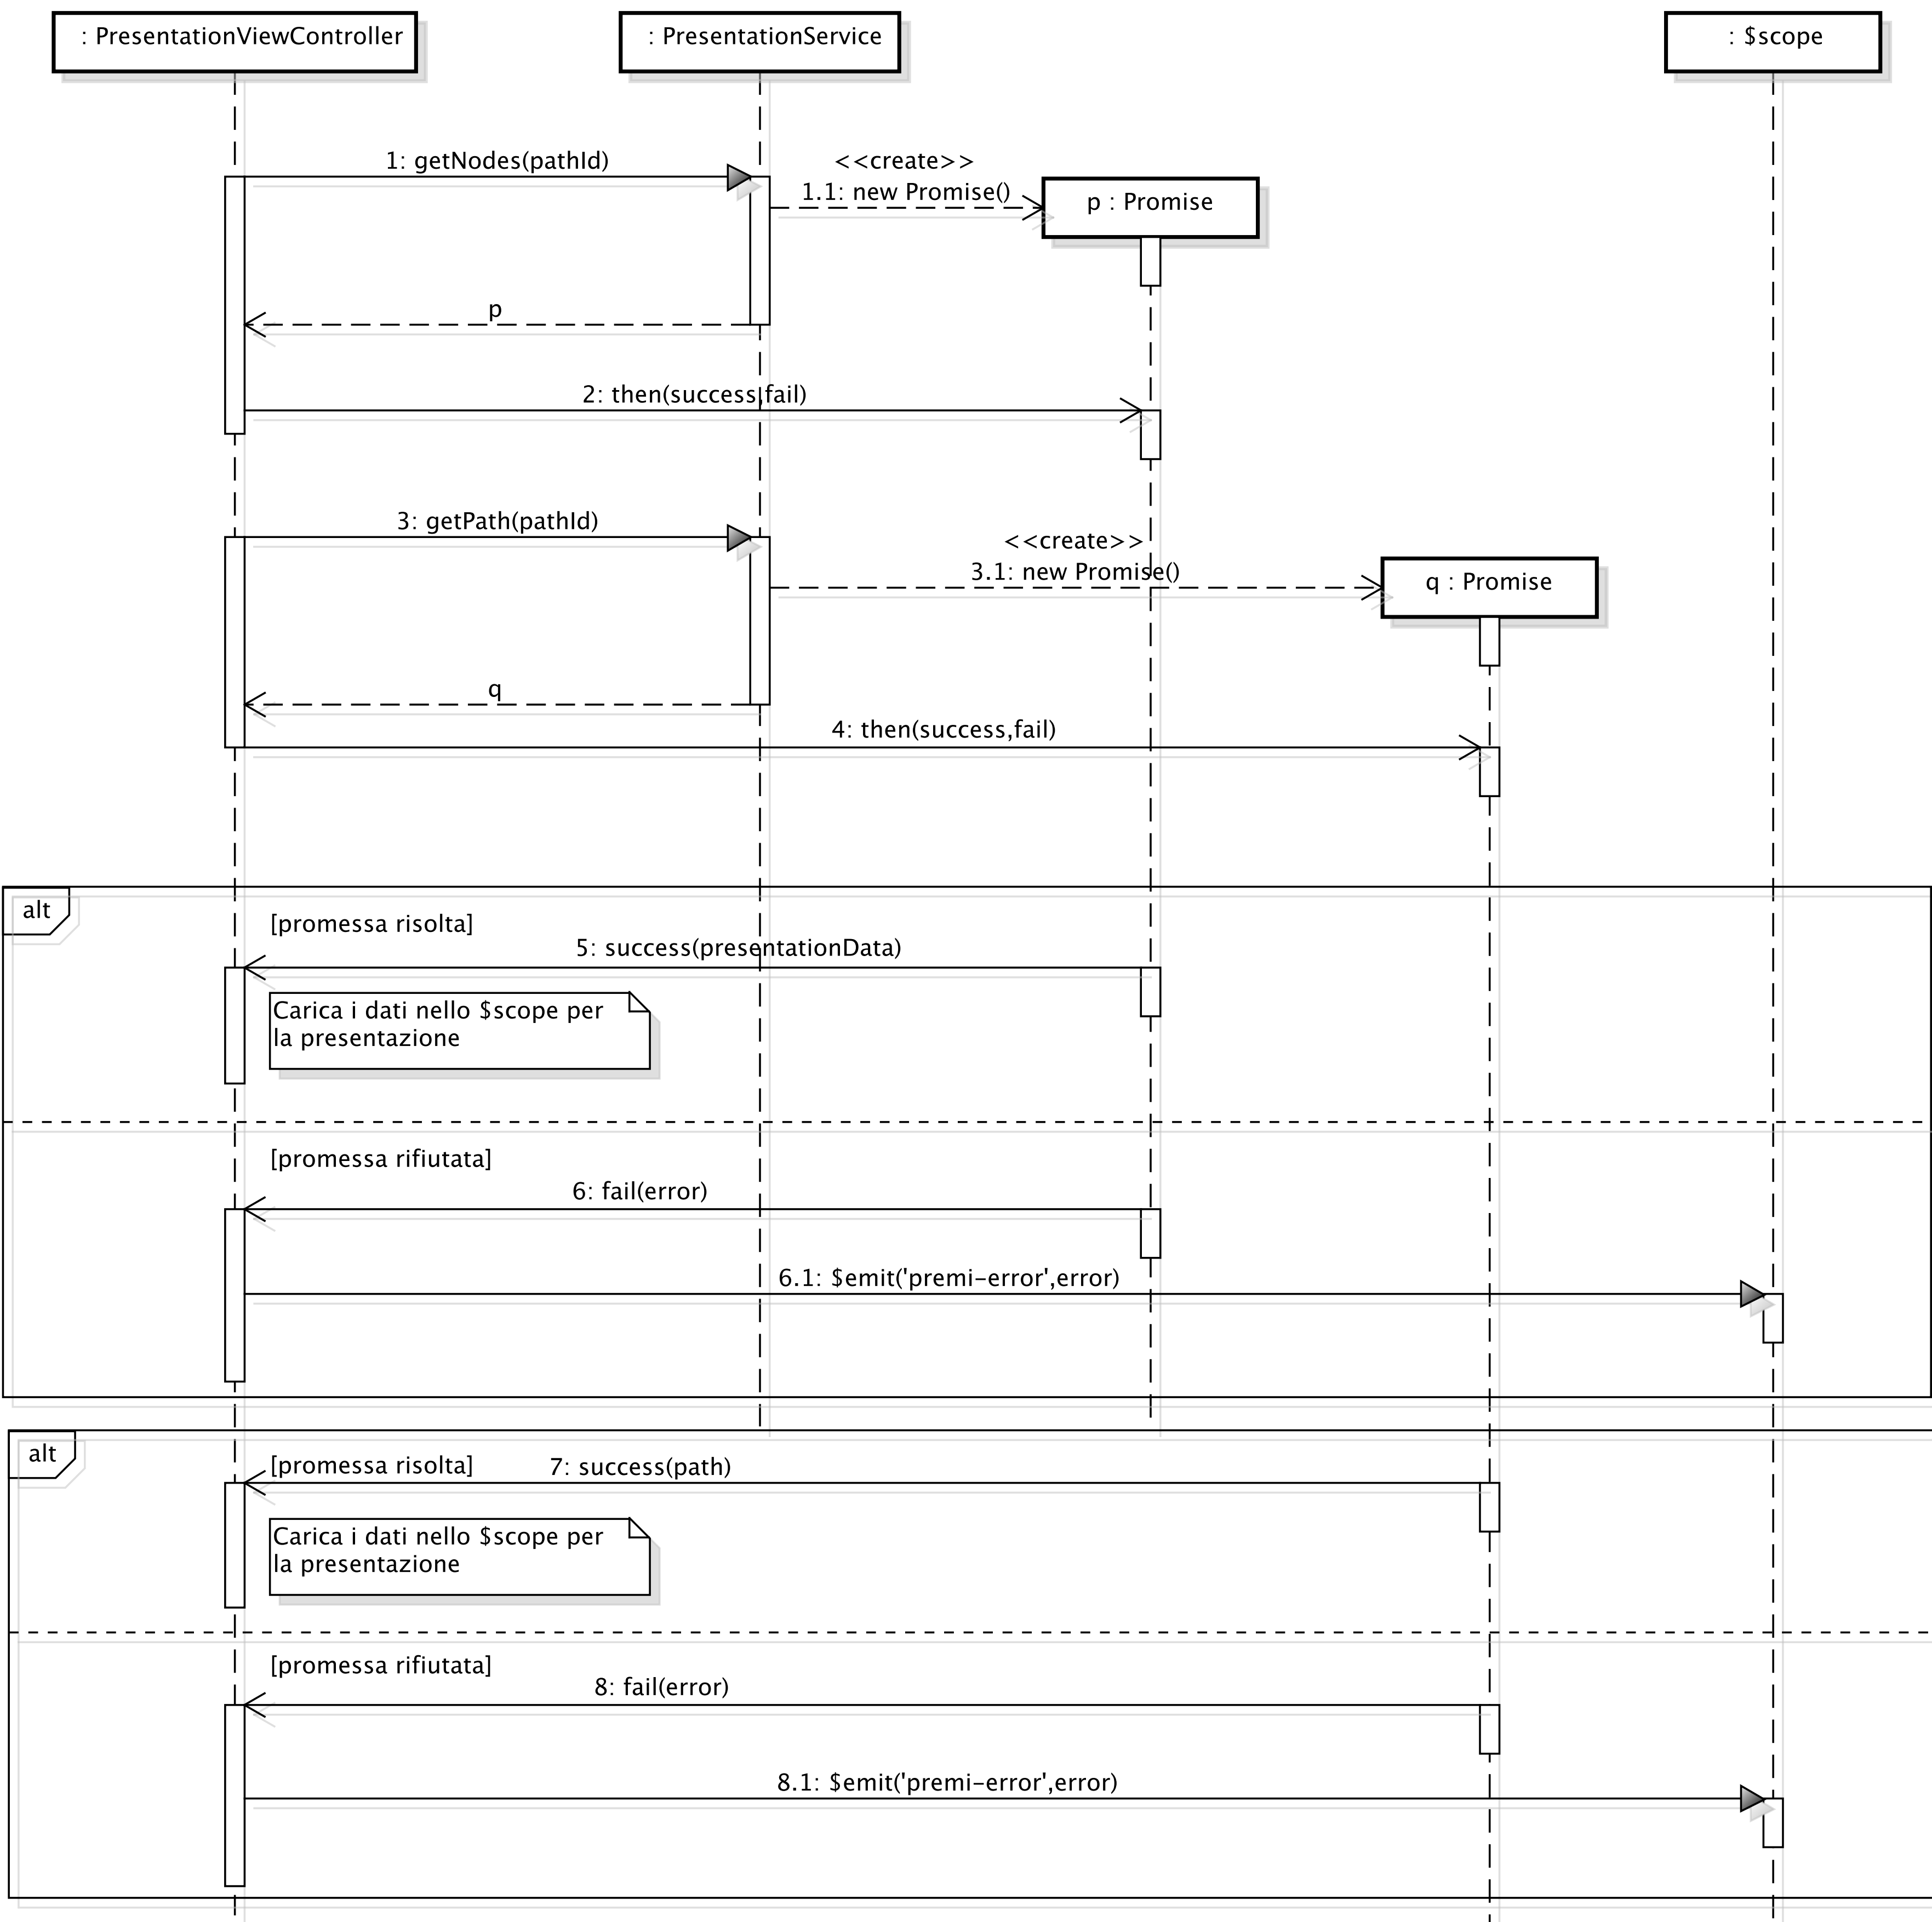 : PresentationViewController
: PresentationService
: $scope
1: getNodes(pathId)
<<create>>
1.1: new Promise()
p : Promise
p
2: then(success,fail)
3: getPath(pathId)
<<create>>
3.1: new Promise()
q : Promise
q
4: then(success,fail)
alt
[promessa risolta]
5: success(presentationData)
Carica i dati nello $scope per
la presentazione
[promessa rifiutata]
6: fail(error)
6.1: $emit('premi-error',error)
alt
[promessa risolta]
7: success(path)
Carica i dati nello $scope per
la presentazione
[promessa rifiutata]
8: fail(error)
8.1: $emit('premi-error',error)